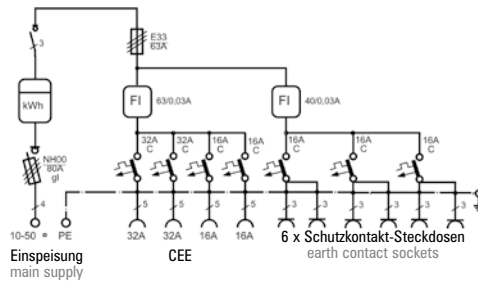 E33
63A
3
FI
63/0,03A
FI
40/0,03A
kWh
32A
C
32A
C
16A
C
16A
C
16A
C
16A
C
16A
C
NH00
80A
gl
4
5
5
5
5
3
3
3
3
3
3
10-50 = PE
32A
32A
16A
16A
6 x Schutzkontakt-Steckdosen
earth contact sockets
Einspeisung
main supply
CEE